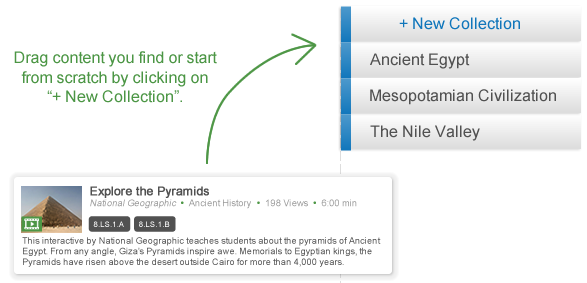 + New Collection
Drag content you find or start
from scratch by clicking on
“+ New Collection”.
Ancient Egypt
Mesopotamian Civilization
The Nile Valley
Explore the Pyramids
National Geographic • Ancient History • 198 Views • 6:00 min
8.LS.1.A 8.LS.1.B
This interactive by National Geographic teaches students about the pyramids of Ancient
Egypt. From any angle, Giza's Pyramids inspire awe. Memorials to Egyptian kings, the
Pyramids have risen above the desert outside Cairo for more than 4,000 years.